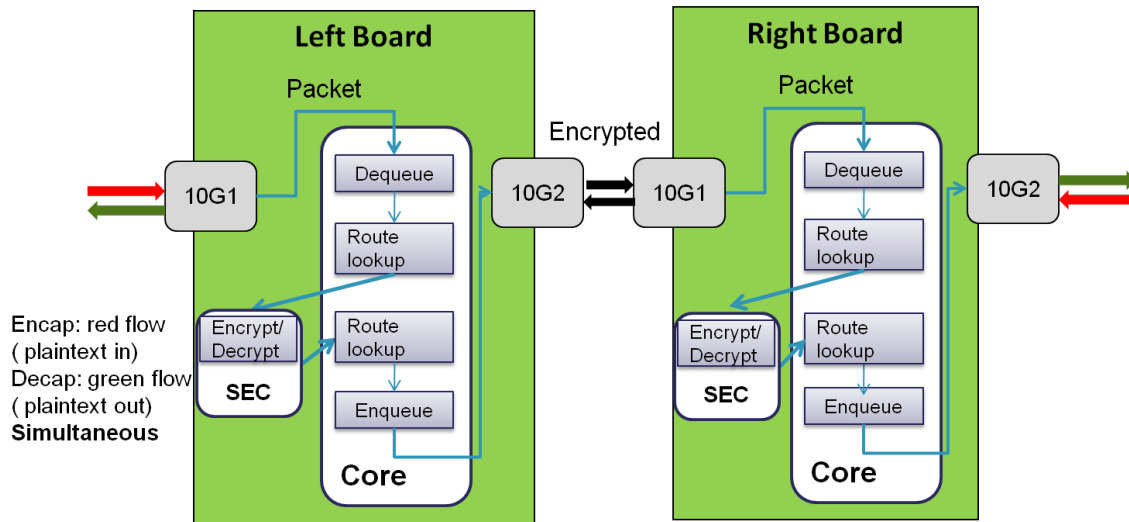 Left Board
Packet
10G1
Dequeue
Route
lookup
Encrypt/
Decrypt
SEC
Route
lookup
Enqueue
Core
10G2
Encrypted
Right Board
Packet
10G1
Dequeue
Route
lookup
Encrypt/
Decrypt
SEC
Route
lookup
Enqueue
Core
10G2
Encap: red flow
( plaintext in)
Decap: green flow
( plaintext out)
Simultaneous